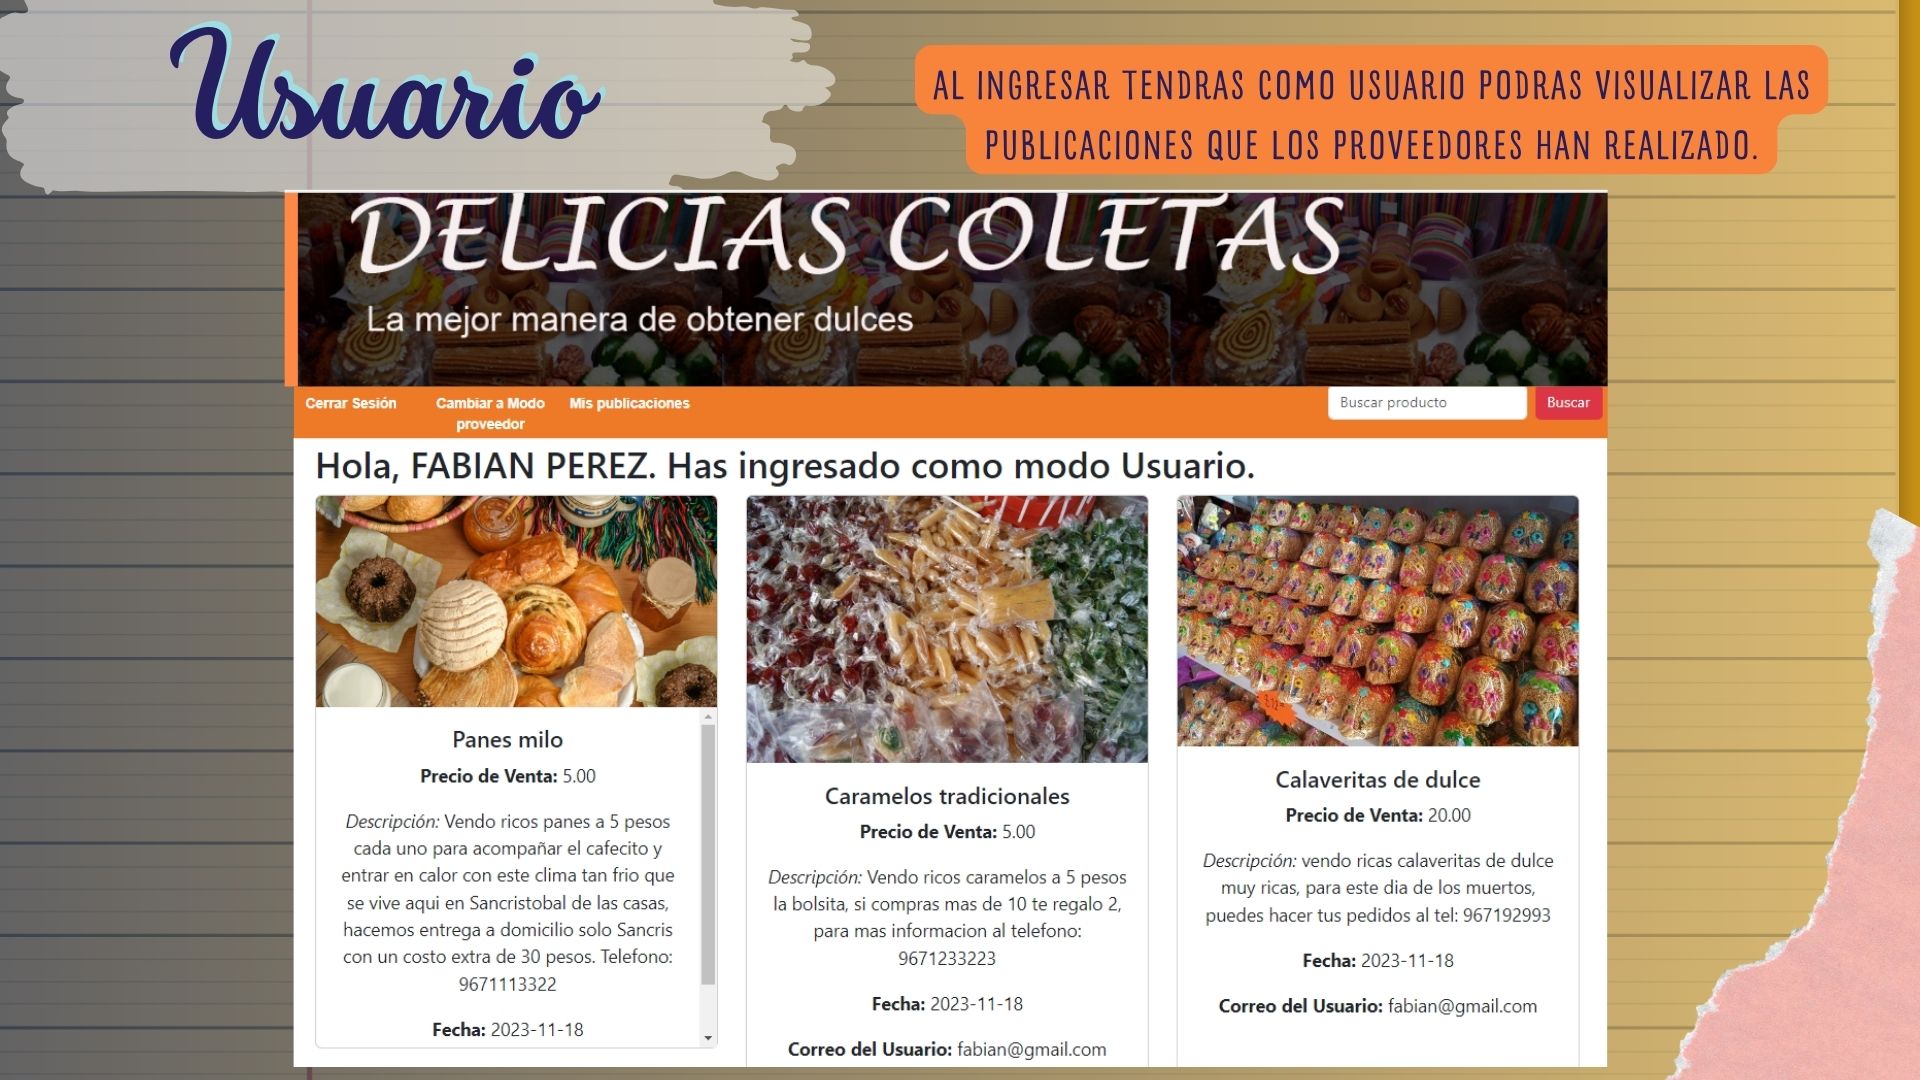 Usuario
AL INGRESAR TENDRAS COMO USUARIO PODRAS VISUALIZAR LAS
PUBLICACIONES QUE LOS PROVEEDORES HAN REALIZADO.
DELICIAS COLETAS
La mejor manera de obtener dulces
Cerrar Sesión
Cambiar a Modo
proveedor
Mis publicaciones
Buscar producto
Buscar
Hola, FABIAN PEREZ. Has ingresado como modo Usuario.
Panes milo
Precio de Venta: 5.00
Descripción: Vendo ricos panes a 5 pesos
cada uno para acompañar el cafecito y
entrar en calor con este clima tan frio que
se vive aqui en Sancristobal de las casas,
hacemos entrega a domicilio solo Sancris
con un costo extra de 30 pesos. Telefono:
9671113322
Fecha: 2023-11-18
Caramelos tradicionales
Precio de Venta: 5.00
Descripción: Vendo ricos caramelos a 5 pesos
la bolsita, si compras mas de 10 te regalo 2,
para mas informacion al telefono:
9671233223
Fecha: 2023-11-18
Correo del Usuario: fabian@gmail.com
Calaveritas de dulce
Precio de Venta: 20.00
Descripción: vendo ricas calaveritas de dulce
muy ricas, para este dia de los muertos,
puedes hacer tus pedidos al tel: 967192993
Fecha: 2023-11-18
Correo del Usuario: fabian@gmail.com